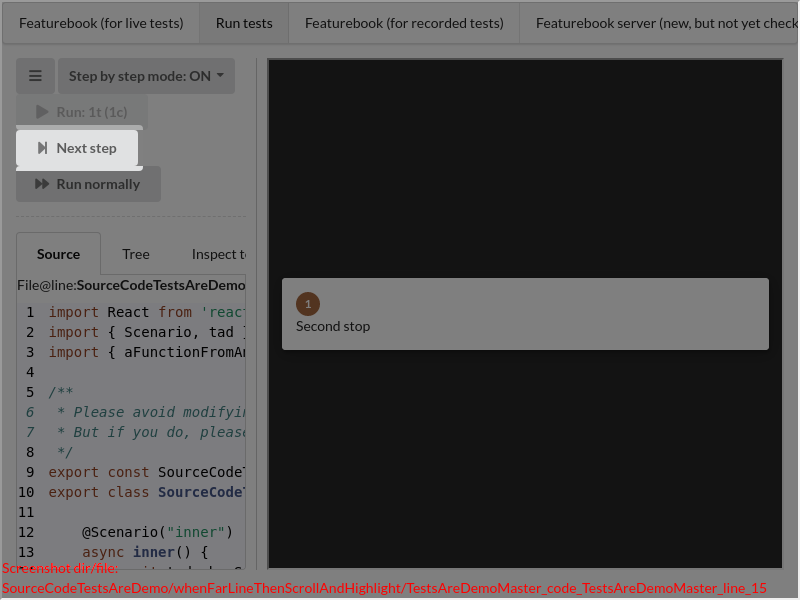 Featurebook (for live tests) Run tests Featurebook (for recorded tests) Featurebook server (new, but not yet check
Step by step mode: ON
Run: 1t (1c)
Next step
Run normally
Source Tree Inspect
File@line:SourceCodeTestsAreDemo
1 import React from 'reac
2 import { Scenario, tad
3 import { aFunctionFromAn
4
5 /**
6 * Please avoid modifyin
7 * But if you do, please
8 */
9 export const SourceCodeT
10 export class SourceCodeT
11
12 @Scenario("inner")
13 async inner() {
1
Second stop
Screenshot dir/file:
SourceCodeTestsAreDemo/whenFarLineThenScrollAndHighlight/TestsAreDemoMaster_code_TestsAreDemoMaster_line_15